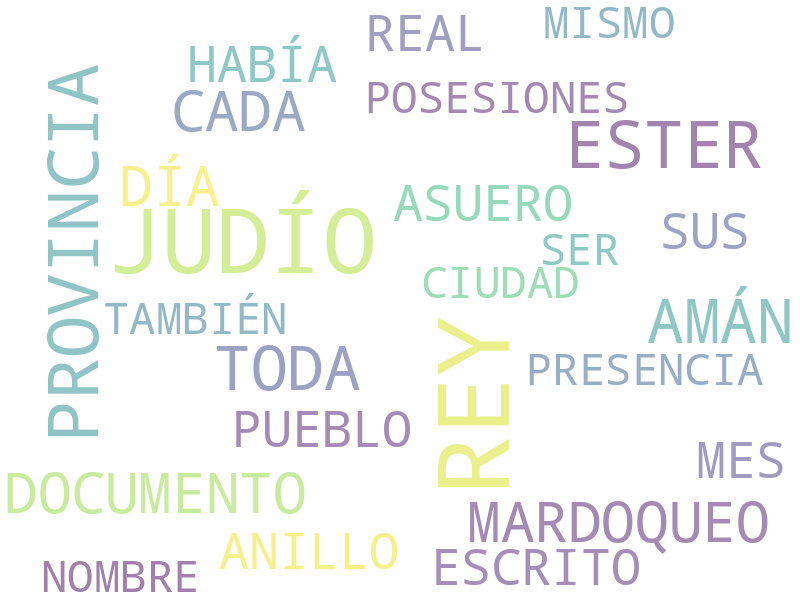 MISMO
REAL
HABÍA
POSESIONES
CADA
ESTER
PROVINCIA
DÍA
ASUERO
JUDÍO
SUS
SER
CIUDAD
TAMBIÉN
AMÁN
TODA
PRESENCIA
REY
PUEBLO
MES
DOCUMENTO
MARDOQUEO
ANILLO
ESCRITO
NOMBRE